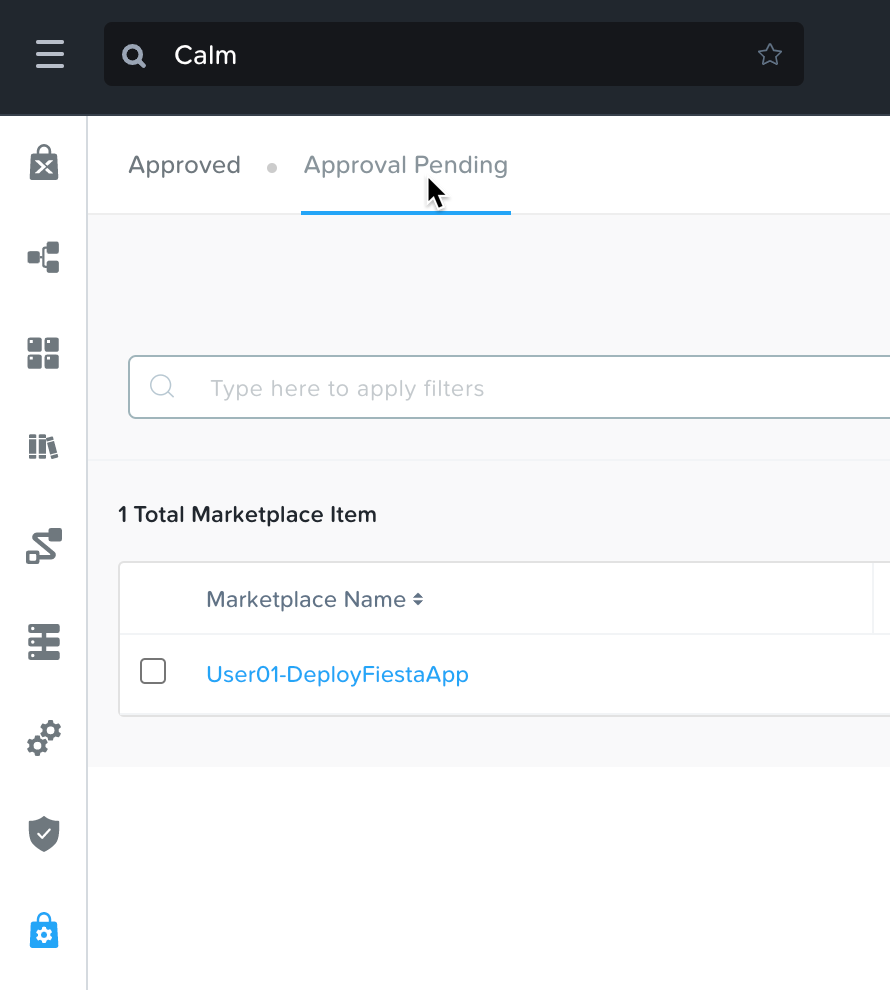 Calm
Approved
Approval Pending
Type here to apply filters
1 Total Marketplace Item
Marketplace Name
User01-DeployFiestaApp